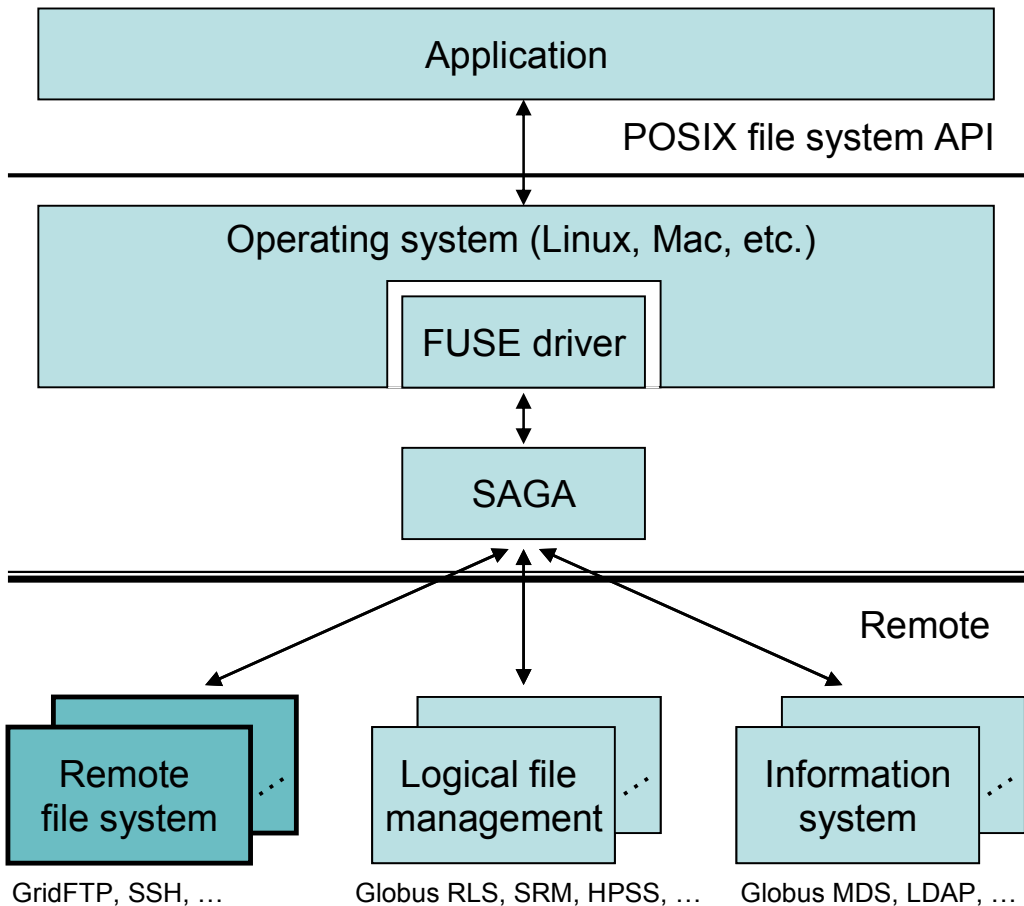 Application
POSIX file system API
Operating system (Linux, Mac, etc.)
FUSE driver
SAGA
Remote
Remote
file system
Logical file
management
Information
system
GridFTP, SSH, …
Globus RLS, SRM, HPSS, …
Globus MDS, LDAP, …